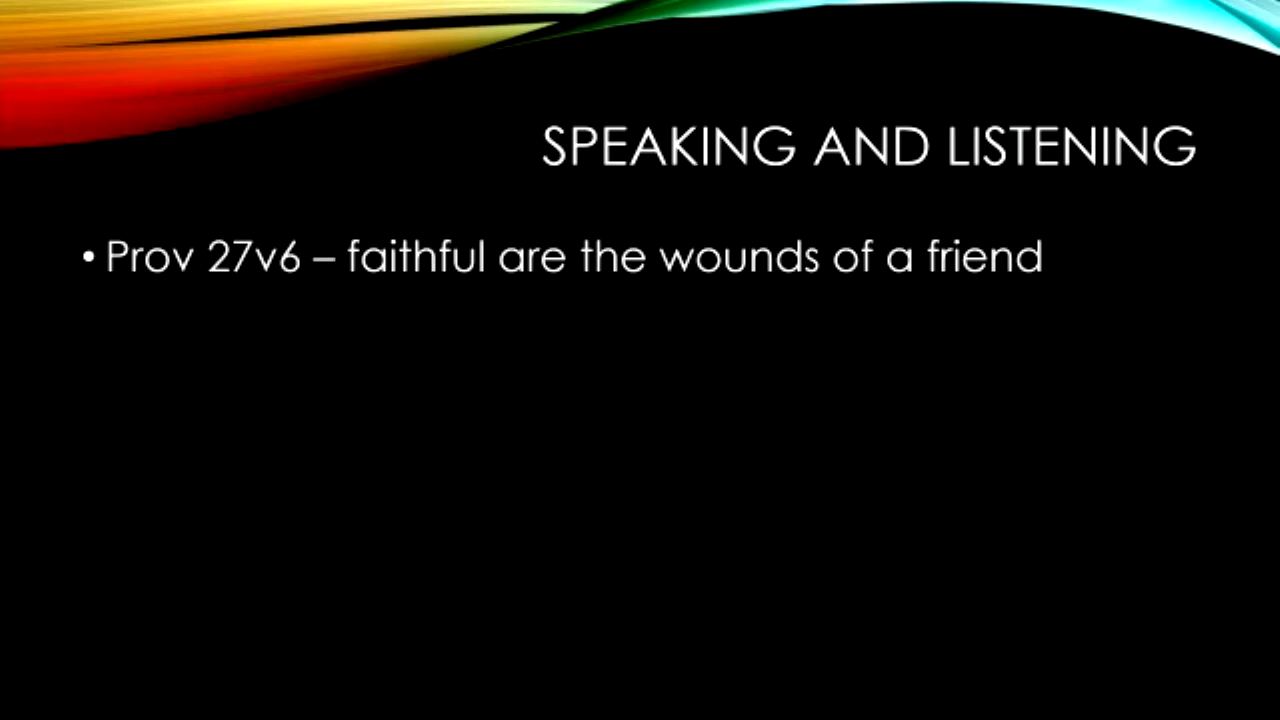 SPEAKING AND LISTENING
• Prov 27v6 – faithful are the wounds of a friend